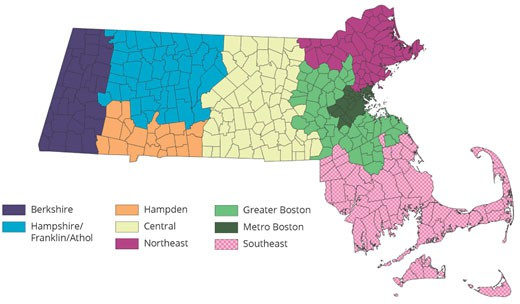 Berkshire
Hampshire/
Franklin/Athol
Hampden
Central
Northeast
Greater Boston
Metro Boston
Southeast